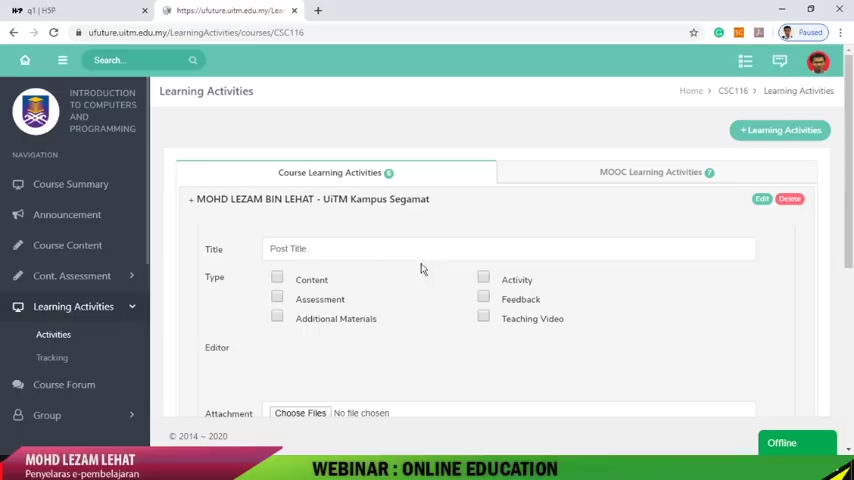 q1 | H5P
https://ufuture.uitm.edu.my/Lear
ufuture.uitm.edu.my/LearningActivities/courses/CSC116
Paused
Search...
INTRODUCTION
TO COMPUTERS
AND
PROGRAMMING
NAVIGATION
Course Summary
Announcement
Course Content
Cont. Assessment
Learning Activities
Activities
Tracking
Course Forum
Group
Learning Activities
Home > CSC116 > Learning Activities
+ Learning Activities
Course Learning Activities 6
MOOC Learning Activities 7
+ MOHD LEZAM BIN LEHAT - UiTM Kampus Segamat
Edit Delete
Title Post Title
Type Content Activity
Assessment Feedback
Additional Materials Teaching Video
Editor
Attachment Choose Files No file chosen
© 2014 ~ 2020
Offline
MOHD LEZAM LEHAT
Penyelaras e-pembelajaran
WEBINAR : ONLINE EDUCATION